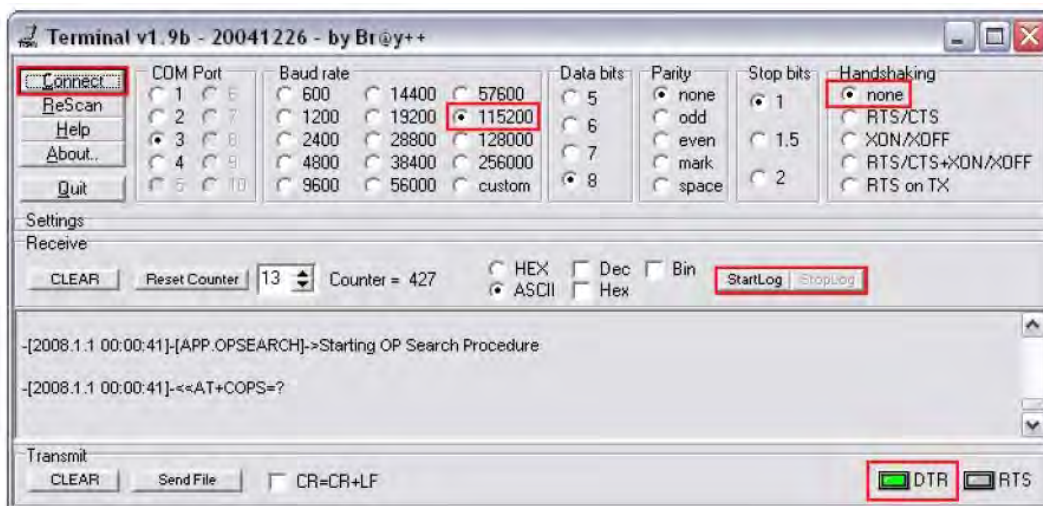 Terminal v1.9b - 20041226 - by Br@y++
Connect
ReScan
Help
About..
Quit
COM Port
1 6
2 7
3 8
4 9
5 10
Baud rate
600 14400 57600
1200 19200 115200
2400 28800 128000
4800 38400 256000
9600 56000 custom
Data bits
5
6
7
8
Parity
none
odd
even
mark
space
Stop bits
1
1.5
2
Handshaking
none
RTS/CTS
XON/XOFF
RTS/CTS+XON/XOFF
RTS on TX
Settings
Receive
CLEAR Reset Counter 13 Counter = 427
HEX Dec Bin
ASCII Hex
StartLog StopLog
-[2008.1.1 00:00:41]-[APP.OPSEARCH]->Starting OP Search Procedure
-[2008.1.1 00:00:41]-<<AT+COPS=?
Transmit
CLEAR Send File CR=CR+LF DTR RTS